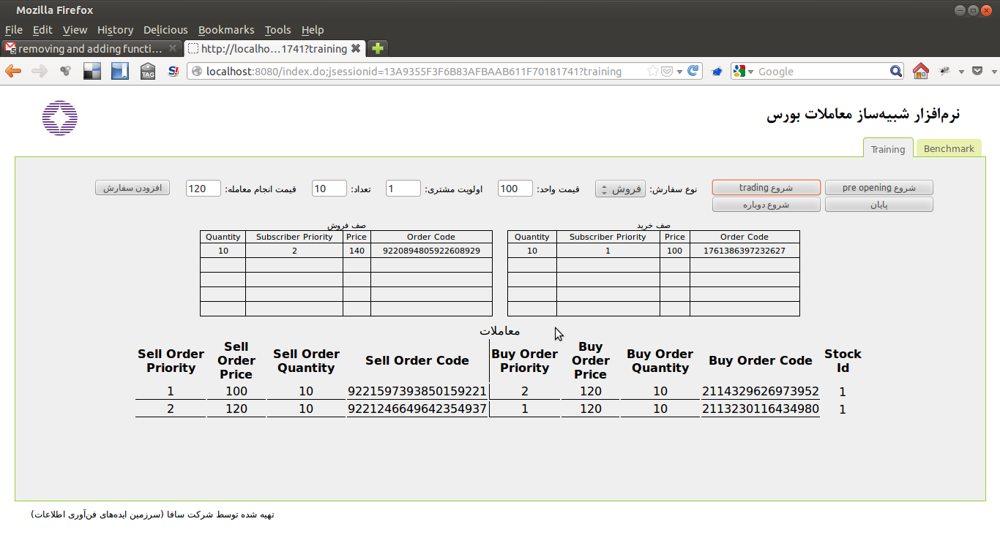 Mozilla Firefox
File Edit View History Delicious Bookmarks Tools Help
removing and adding functi... http://localho...1741?training
TAG S! localhost:8080/index.do;jsessionid=13A9355F3F6B83AFBAAB611F70181741?training Google
نرم‌افزار شبیه‌ساز معاملات بورس
Training Benchmark
شروع pre opening شروع trading نوع سفارش: فروش قیمت واحد: 100 اولویت مشتری: 1 تعداد: 10 قیمت انجام معامله: 120 افزودن سفارش
پایان شروع دوباره
صف فروش صف خرید
Quantity Subscriber Priority Price Order Code Quantity Subscriber Priority Price Order Code
10 2 140 9220894805922608929 10 1 100 1761386397232627
معاملات
Sell Order Priority Sell Order Price Sell Order Quantity Sell Order Code Buy Order Priority Buy Order Price Buy Order Quantity Buy Order Code Stock Id
1 100 10 9221597393850159221 2 120 10 2114329626973952 1
2 120 10 9221246649642354937 1 120 10 2113230116434980 1
تهیه شده توسط شرکت سافا (سرزمین ایده‌های فن‌آوری اطلاعات)